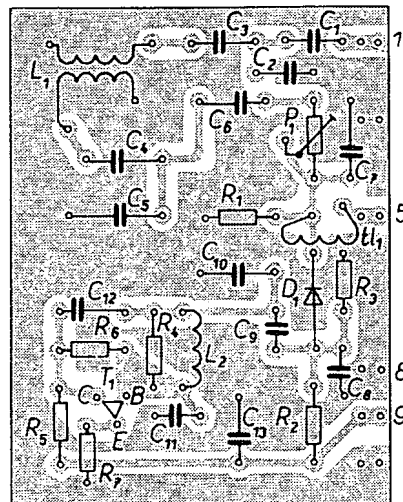 C3 C1 1
C2
L1
C6 P1
C4 C7
C5 R1 5
tl1
C10
D1 R3
C12
R6 R4 L2 C9
T1
C B C8 8
R5 E C11 C13 R2 9
R7